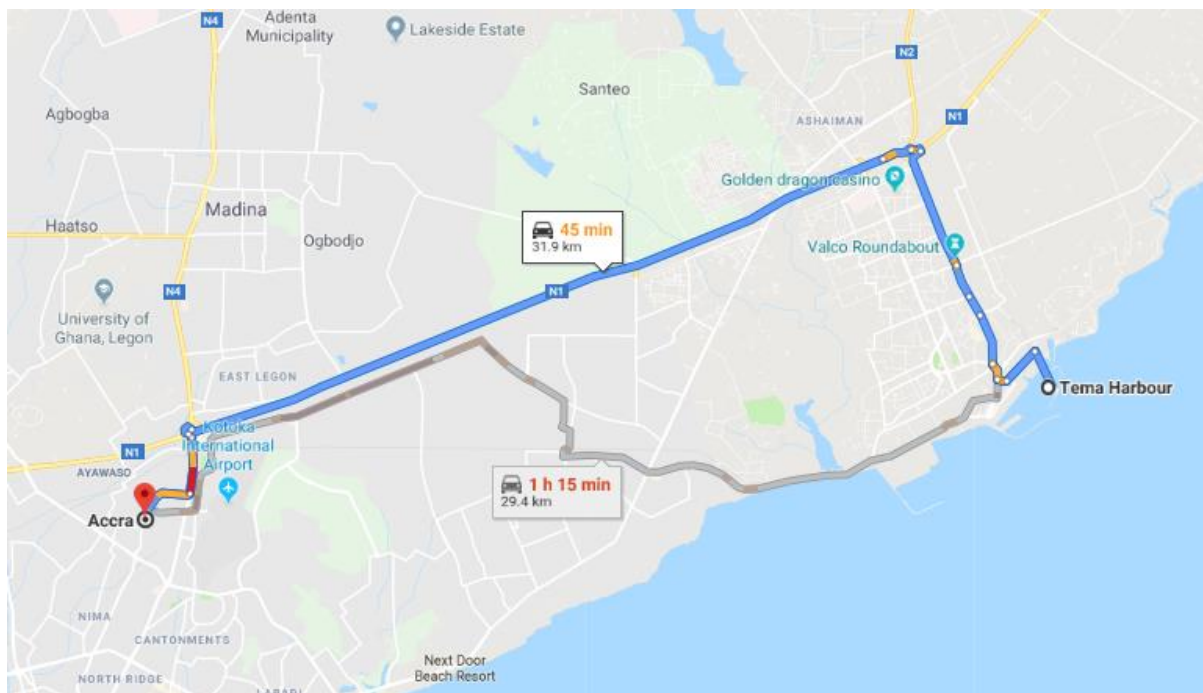 N4
Adenta
Municipality
Lakeside Estate
N2
Agbogba
Santeo
N1
ASHAIMAN
Golden dragon casino
Madina
Haatso
Ogbodjo
45 min
31.9 km
Valco Roundabout
N4
N1
University of
Ghana, Legon
EAST LEGON
Tema Harbour
Kotoka
International
Airport
N1
AYAWASO
1 h 15 min
29.4 km
Accra
NIMA
CANTONMENTS
Next Door
Beach Resort
NORTH RIDGE
LABADI